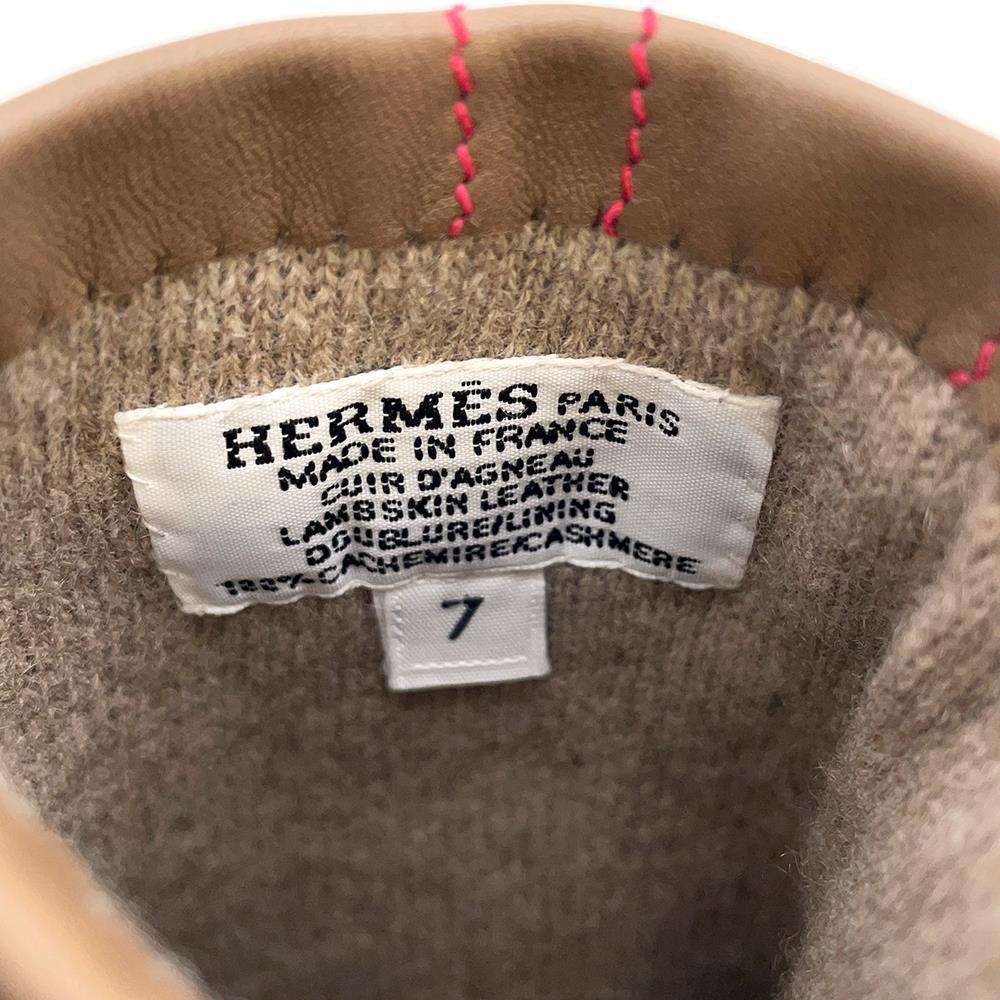 HERMÈS PARIS
MADE IN FRANCE
CUIR D'AGNEAU
LAMBSKIN LEATHER
DOUBLURE/LINING
100% CACHEMIRE/CASHMERE
7